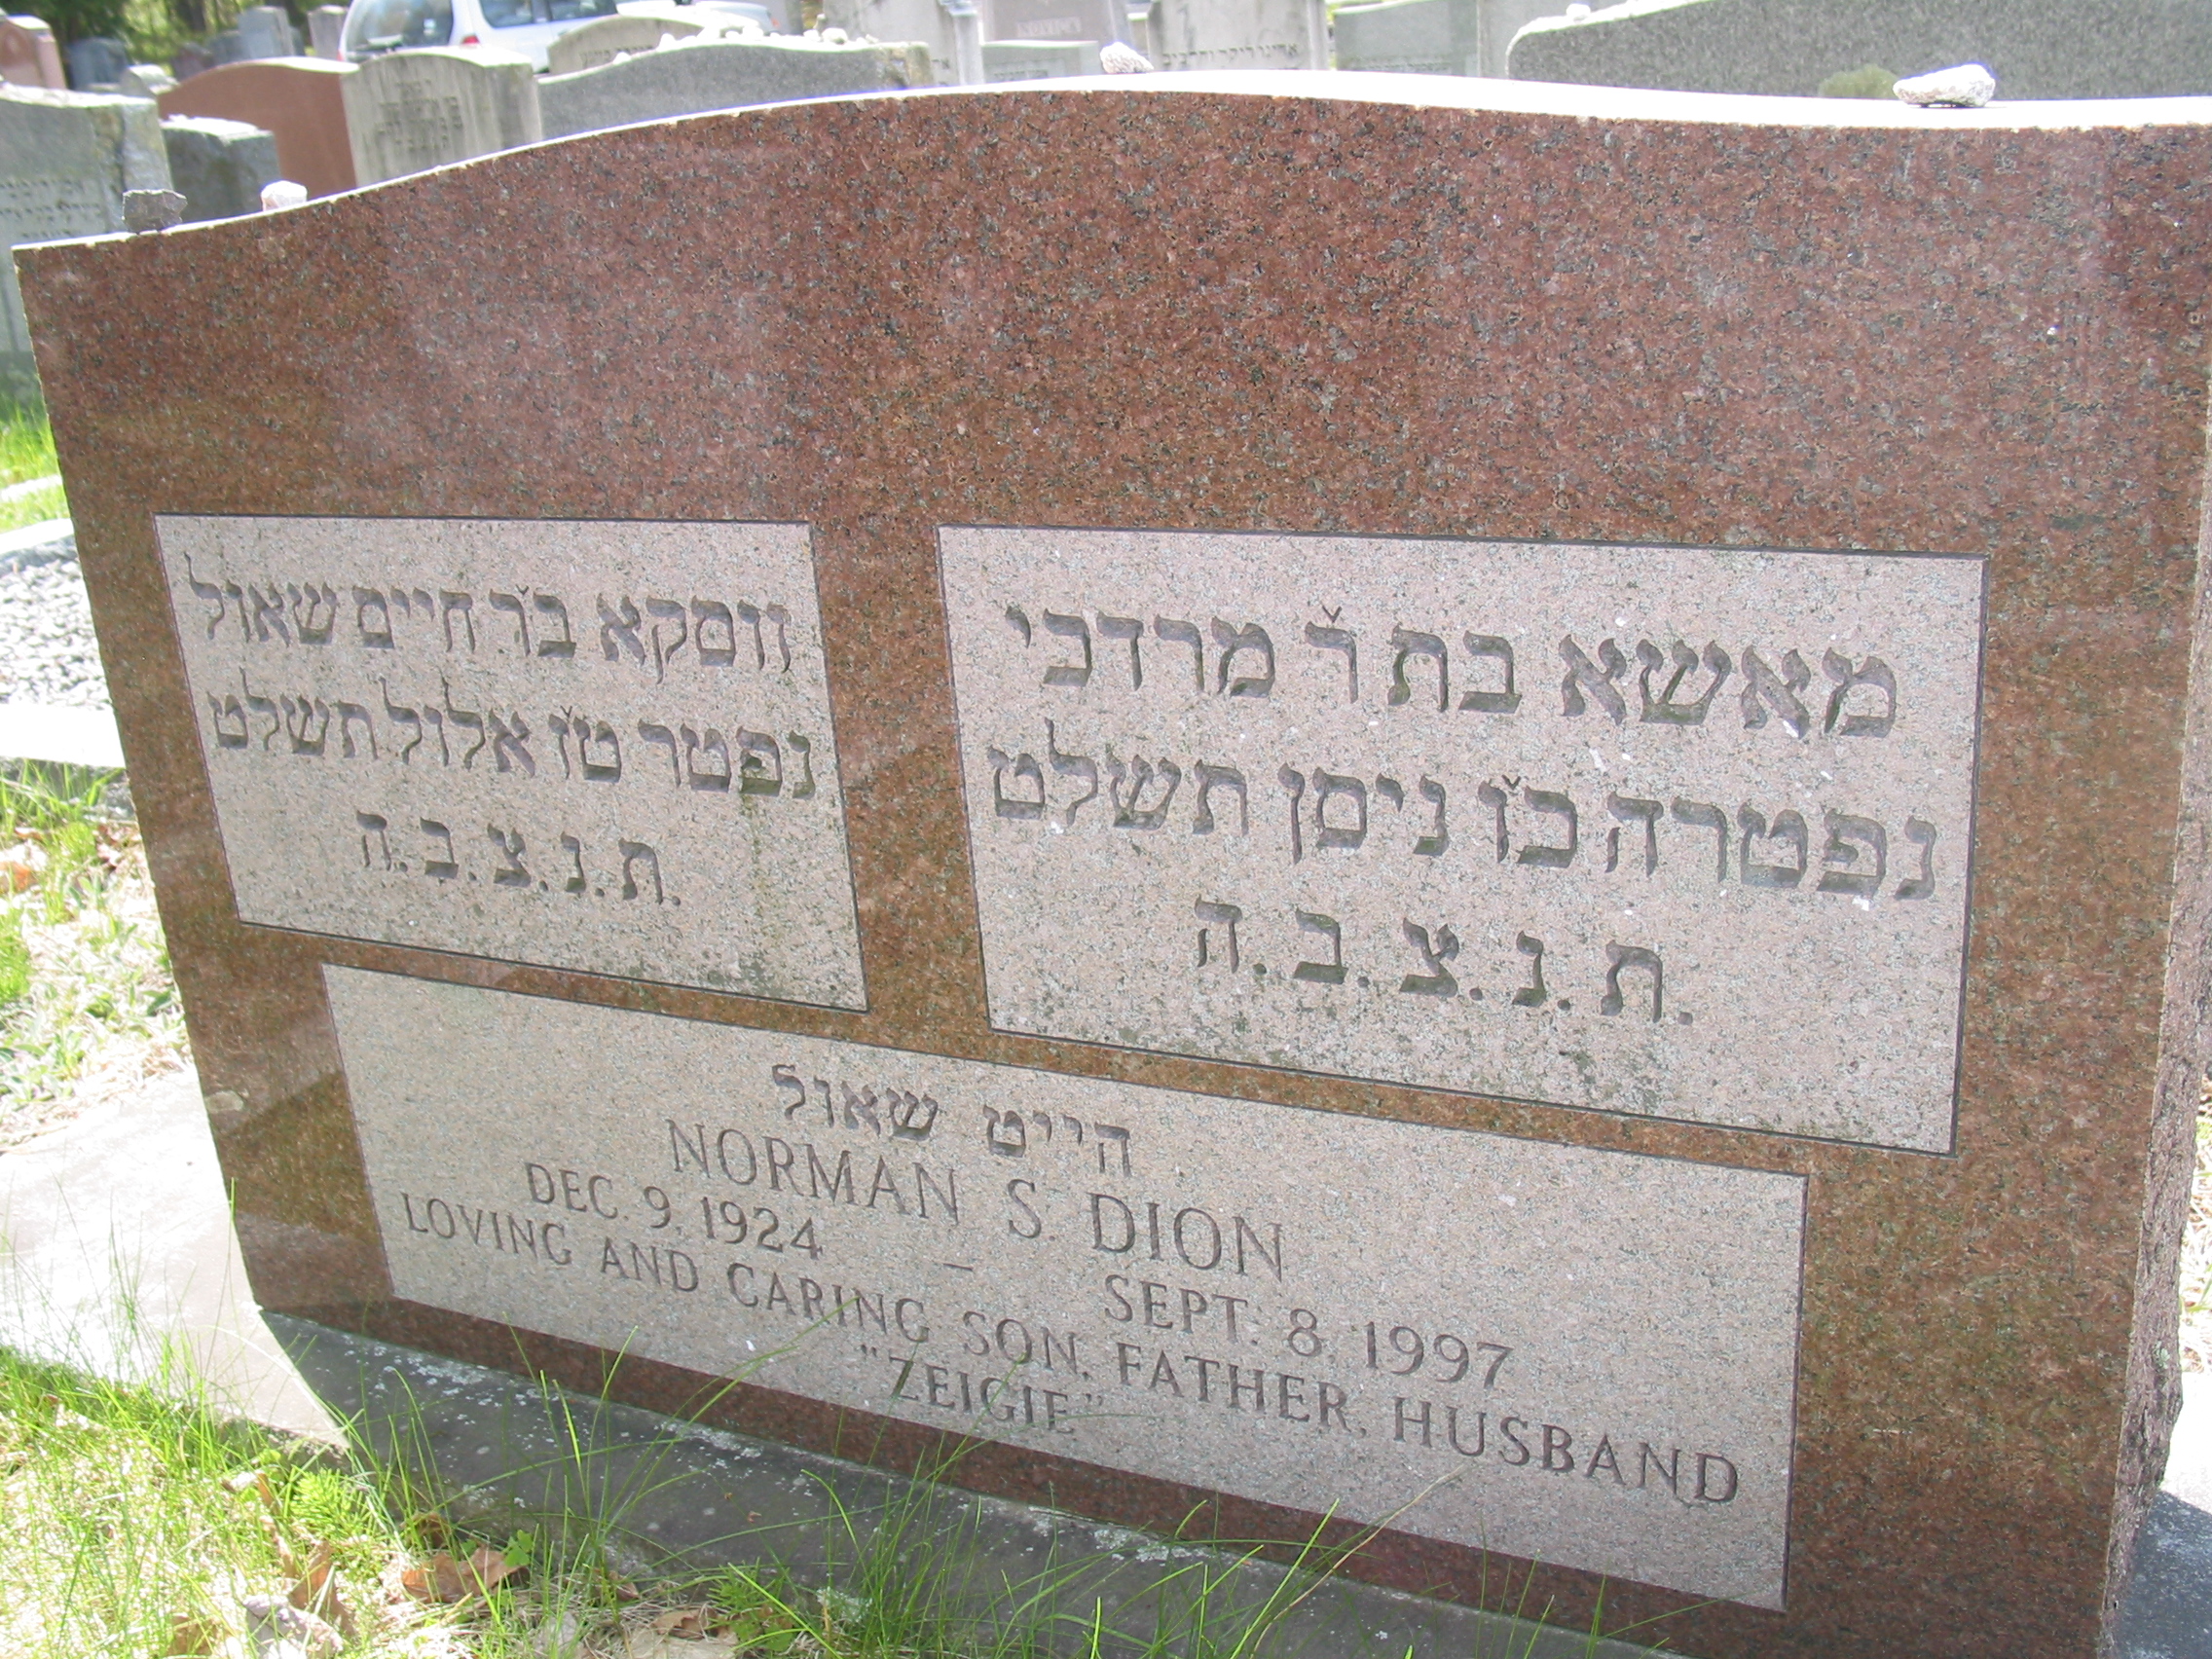 מאשא בת ר̌ מרדכי
נפטרה כ̌ו ניסן תשלט
ת.נ.צ.ב.ה.
זוסקא ב̌ר חיים שאול
נפטר ט̌ז אלול תשלט
ת.נ.צ.ב.ה.
הייט שאול
NORMAN S. DION
DEC. 9, 1924 – SEPT. 8, 1997
LOVING AND CARING SON, FATHER, HUSBAND
"ZEIGIE"